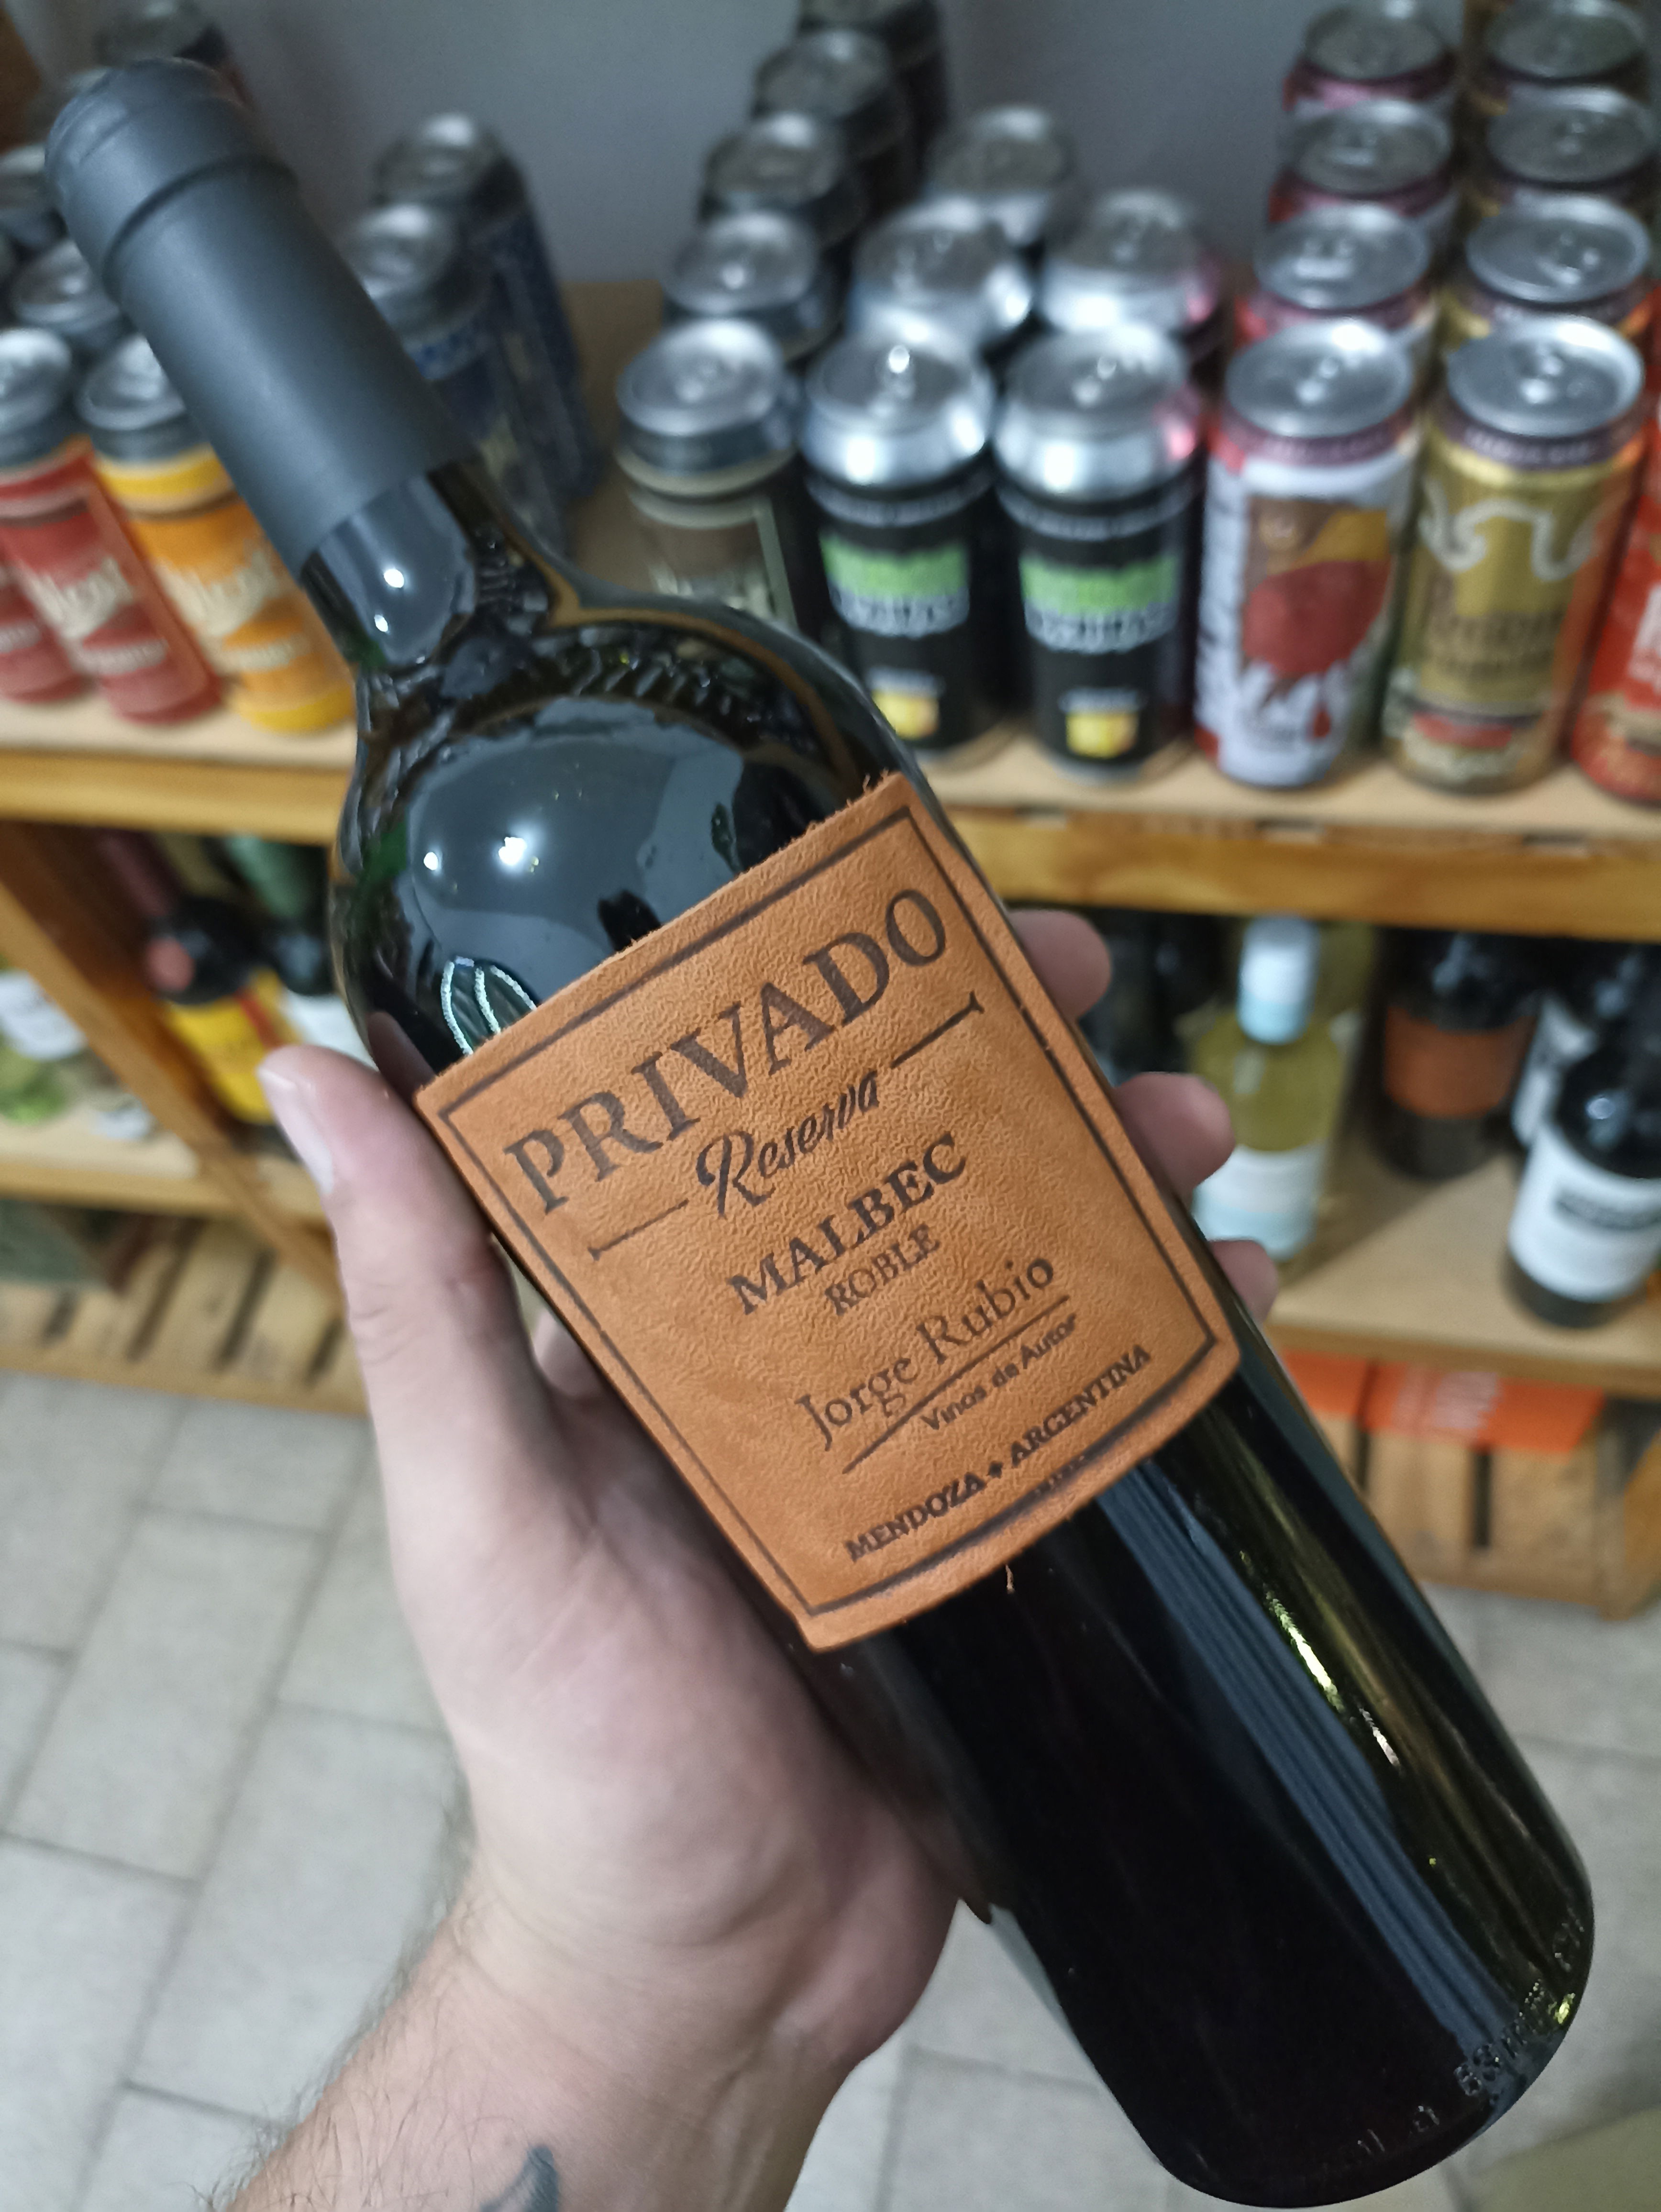 PRIVADO
Reserva
MALBEC
ROBLE
Jorge Rubio
Vinos de Autor
MENDOZA ♦ ARGENTINA